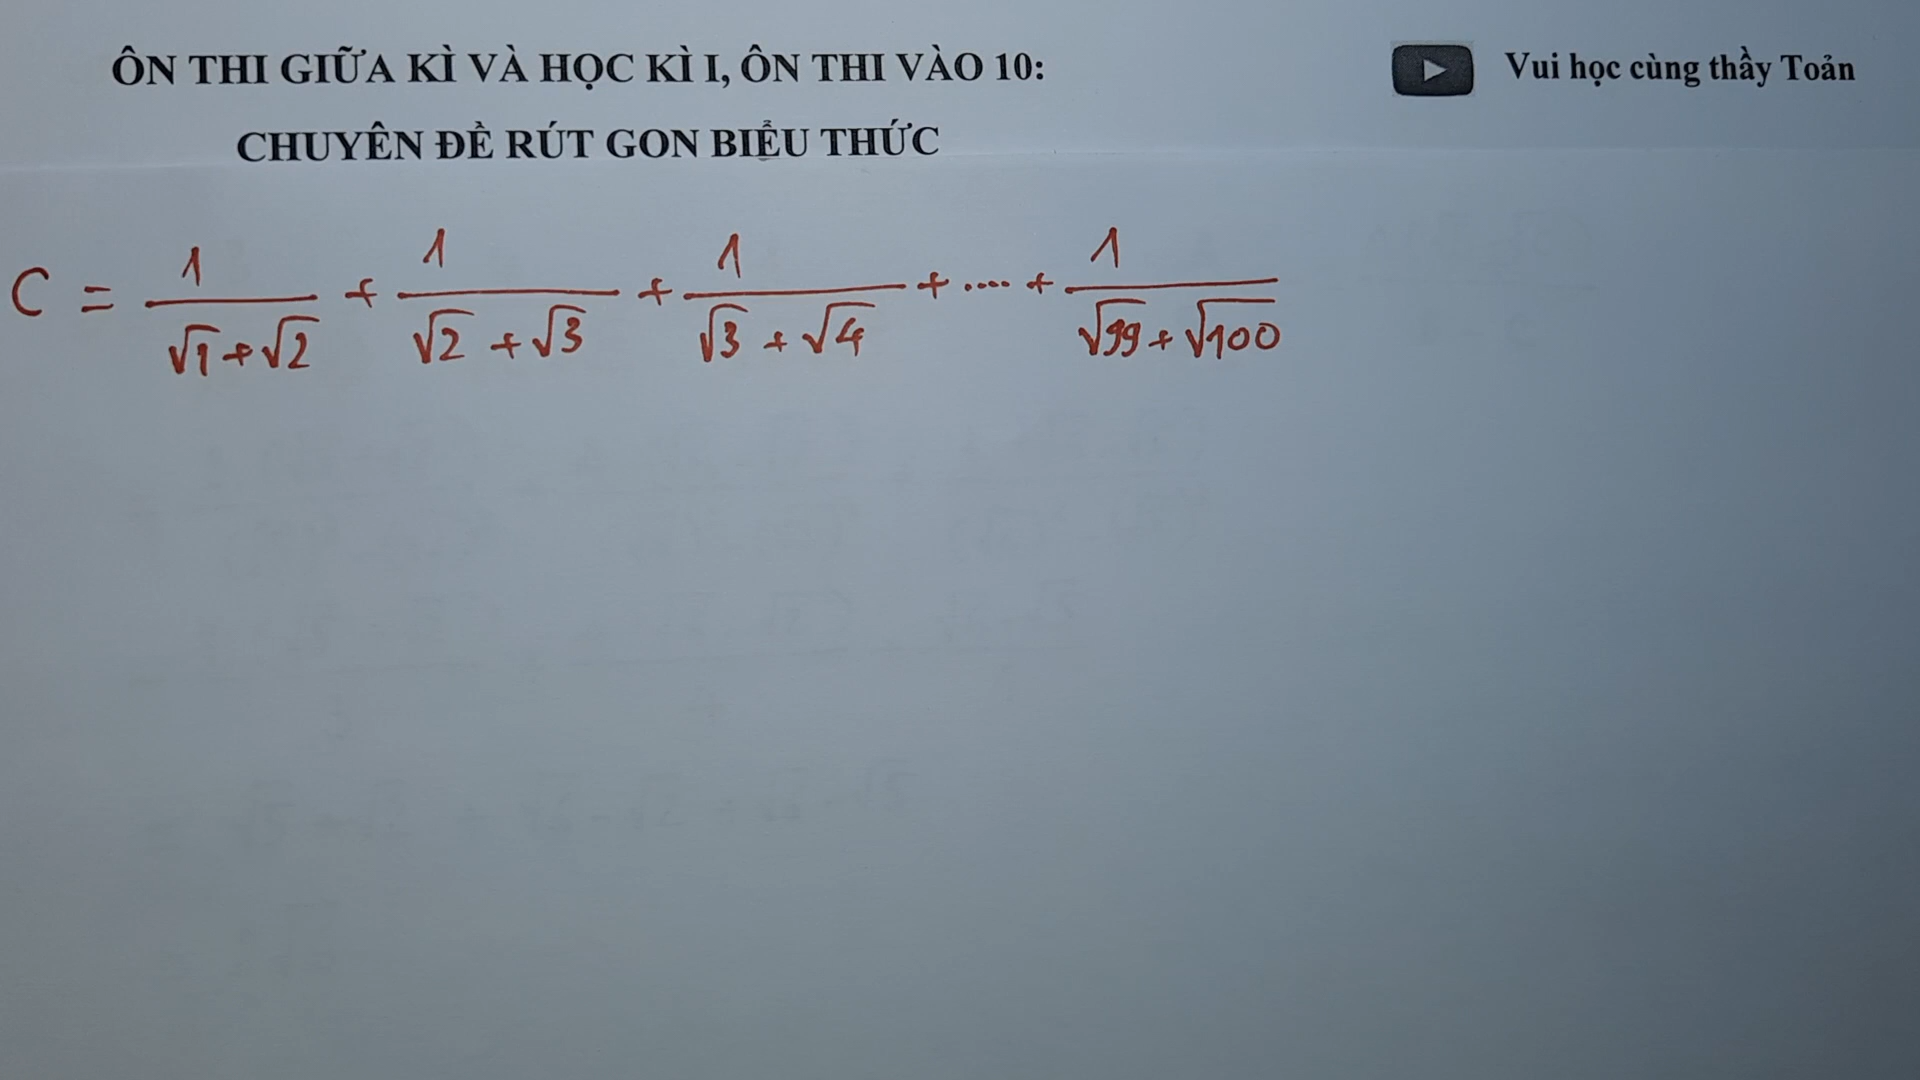 ÔN THI GIỮA KÌ VÀ HỌC KÌ I, ÔN THI VÀO 10:
Vui học cùng thầy Toản
CHUYÊN ĐỀ RÚT GON BIỂU THỨC
C = 1/(√1+√2) + 1/(√2+√3) + 1/(√3+√4) + .... + 1/(√99+√100)